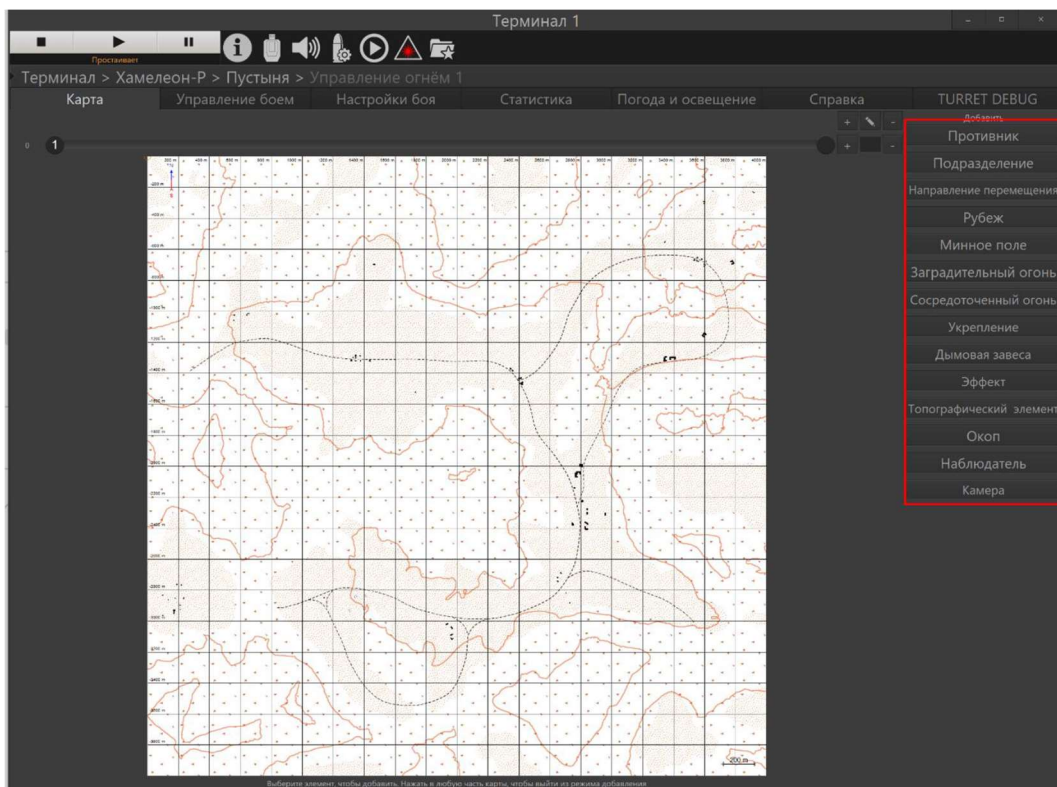 Терминал 1
Простаивает
Терминал > Хамелеон-Р > Пустыня > Управление огнём 1
Карта Управление боем Настройки боя Статистика Погода и освещение Справка TURRET DEBUG
Добавить
0 1
Противник
Подразделение
Направление перемещения
Рубеж
Минное поле
Заградительный огонь
Сосредоточенный огонь
Укрепление
Дымовая завеса
Эффект
Топографический элемент
Окоп
Наблюдатель
Камера
200 m
Выберите элемент, чтобы добавить. Нажать в любую часть карты, чтобы выйти из режима добавления